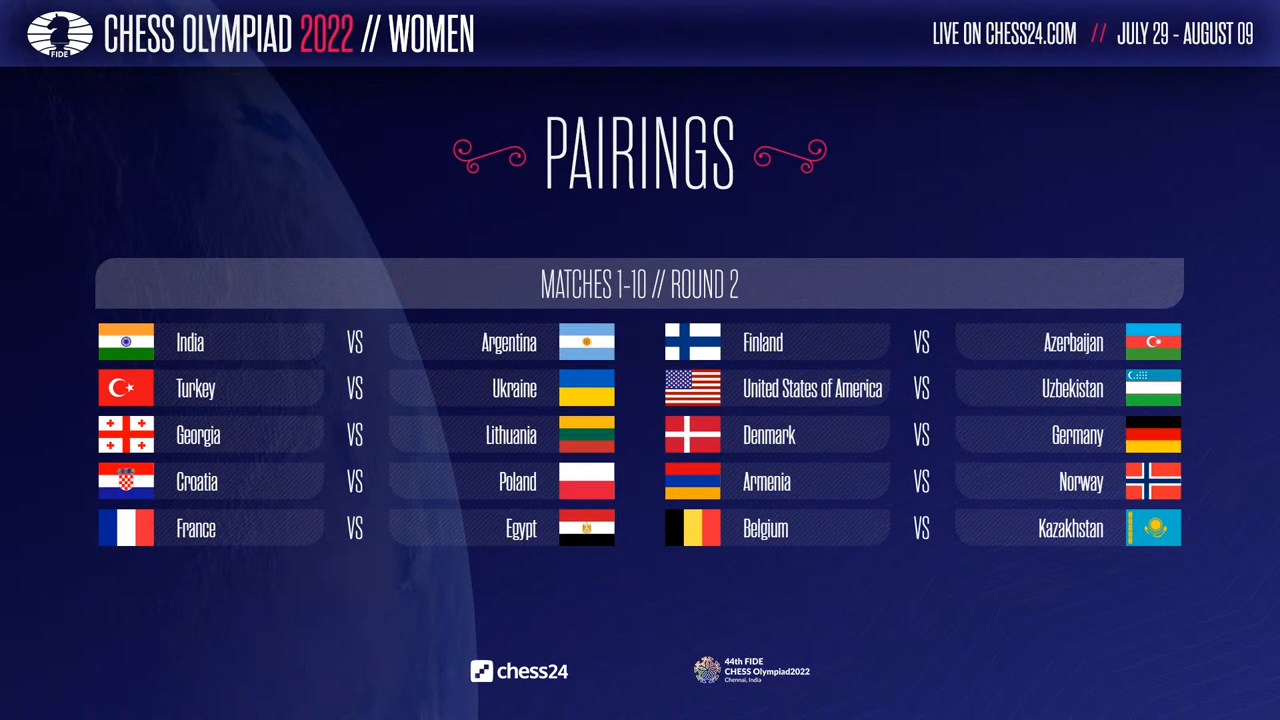 FIDE
CHESS OLYMPIAD 2022 // WOMEN
LIVE ON CHESS24.COM // JULY 29 - AUGUST 09
PAIRINGS
MATCHES 1-10 // ROUND 2
India VS Argentina
Turkey VS Ukraine
Georgia VS Lithuania
Croatia VS Poland
France VS Egypt
Finland VS Azerbaijan
United States of America VS Uzbekistan
Denmark VS Germany
Armenia VS Norway
Belgium VS Kazakhstan
chess24
44th FIDE
CHESS Olympiad2022
Chennai, India